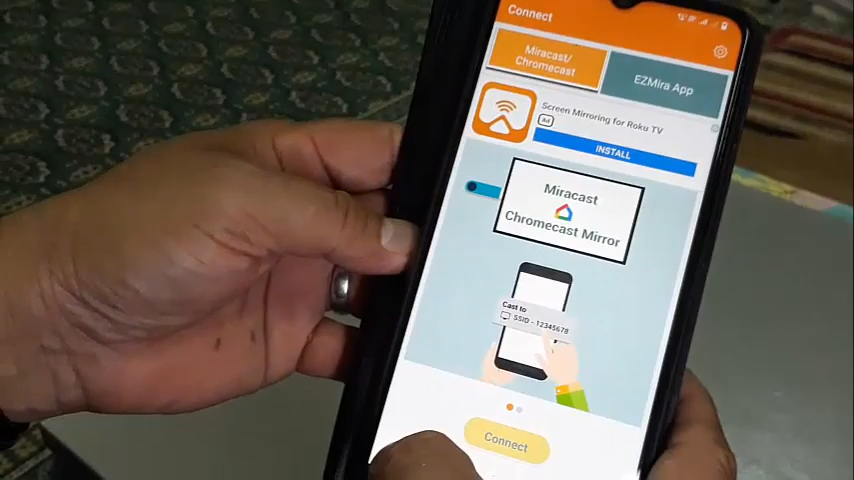 Connect
Miracast/
Chromecast
EZMira App
Screen Mirroring for Roku TV
Ad
INSTALL
Miracast
Chromecast Mirror
Cast to
SSID - 12345678
Connect